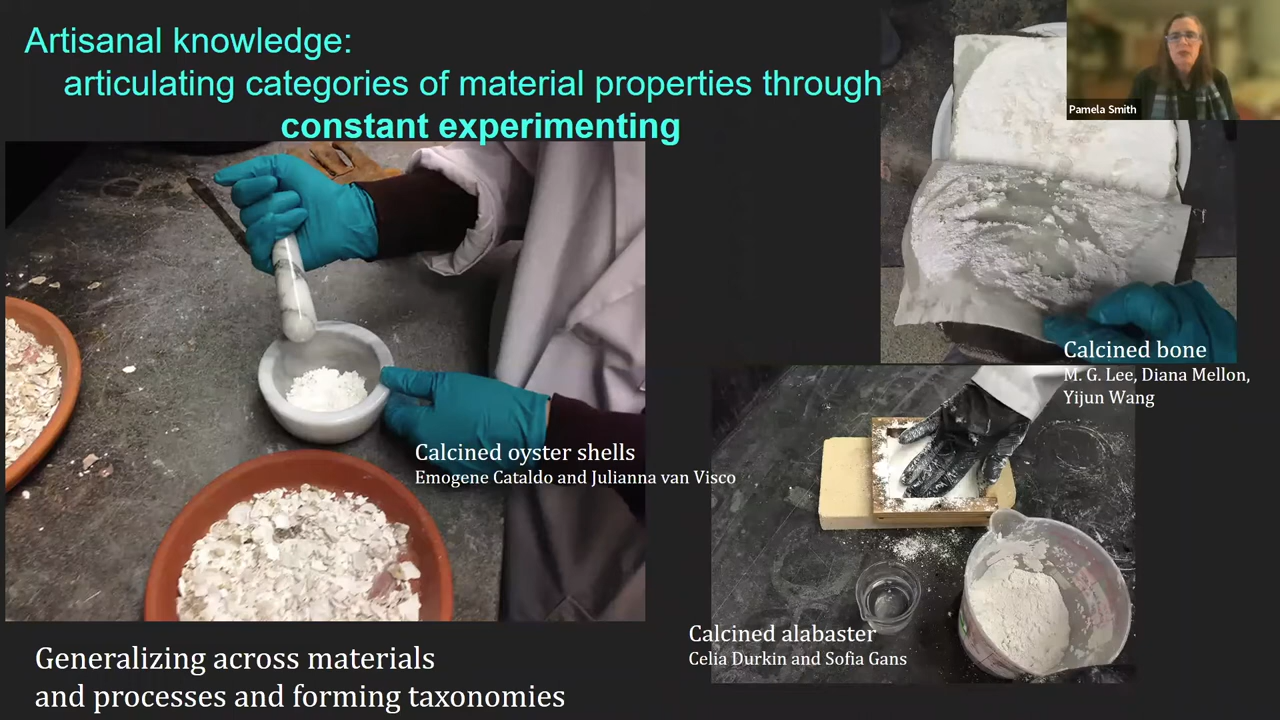 Artisanal knowledge:
articulating categories of material properties through
constant experimenting
Pamela Smith
Calcined bone
M. G. Lee, Diana Mellon,
Yijun Wang
Calcined oyster shells
Emogene Cataldo and Julianna van Visco
Calcined alabaster
Celia Durkin and Sofia Gans
Generalizing across materials
and processes and forming taxonomies